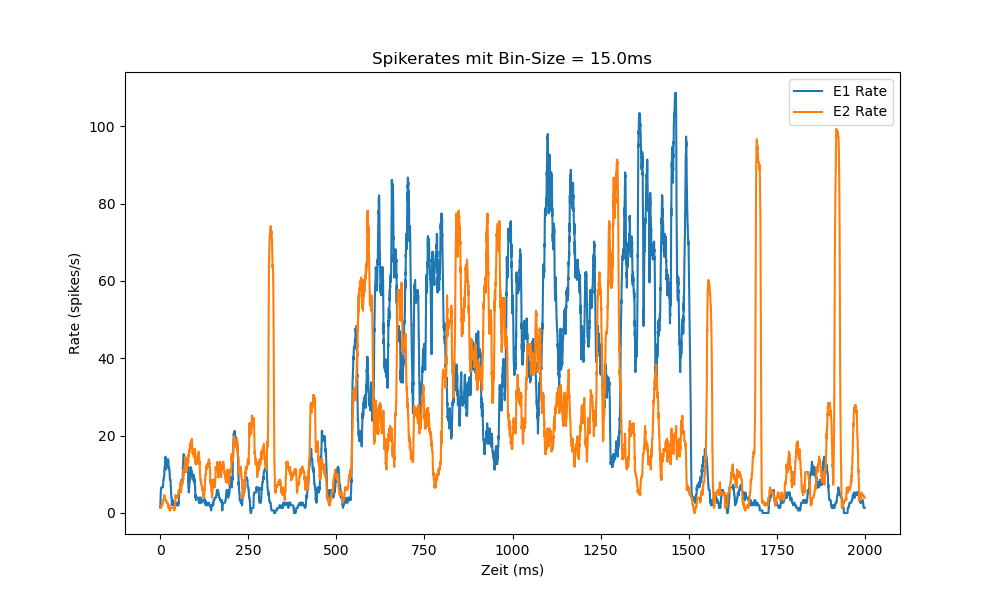 Spikerates mit Bin-Size = 15.0ms
E1 Rate
E2 Rate
Rate (spikes/s)
100
80
60
40
20
0
0 250 500 750 1000 1250 1500 1750 2000
Zeit (ms)